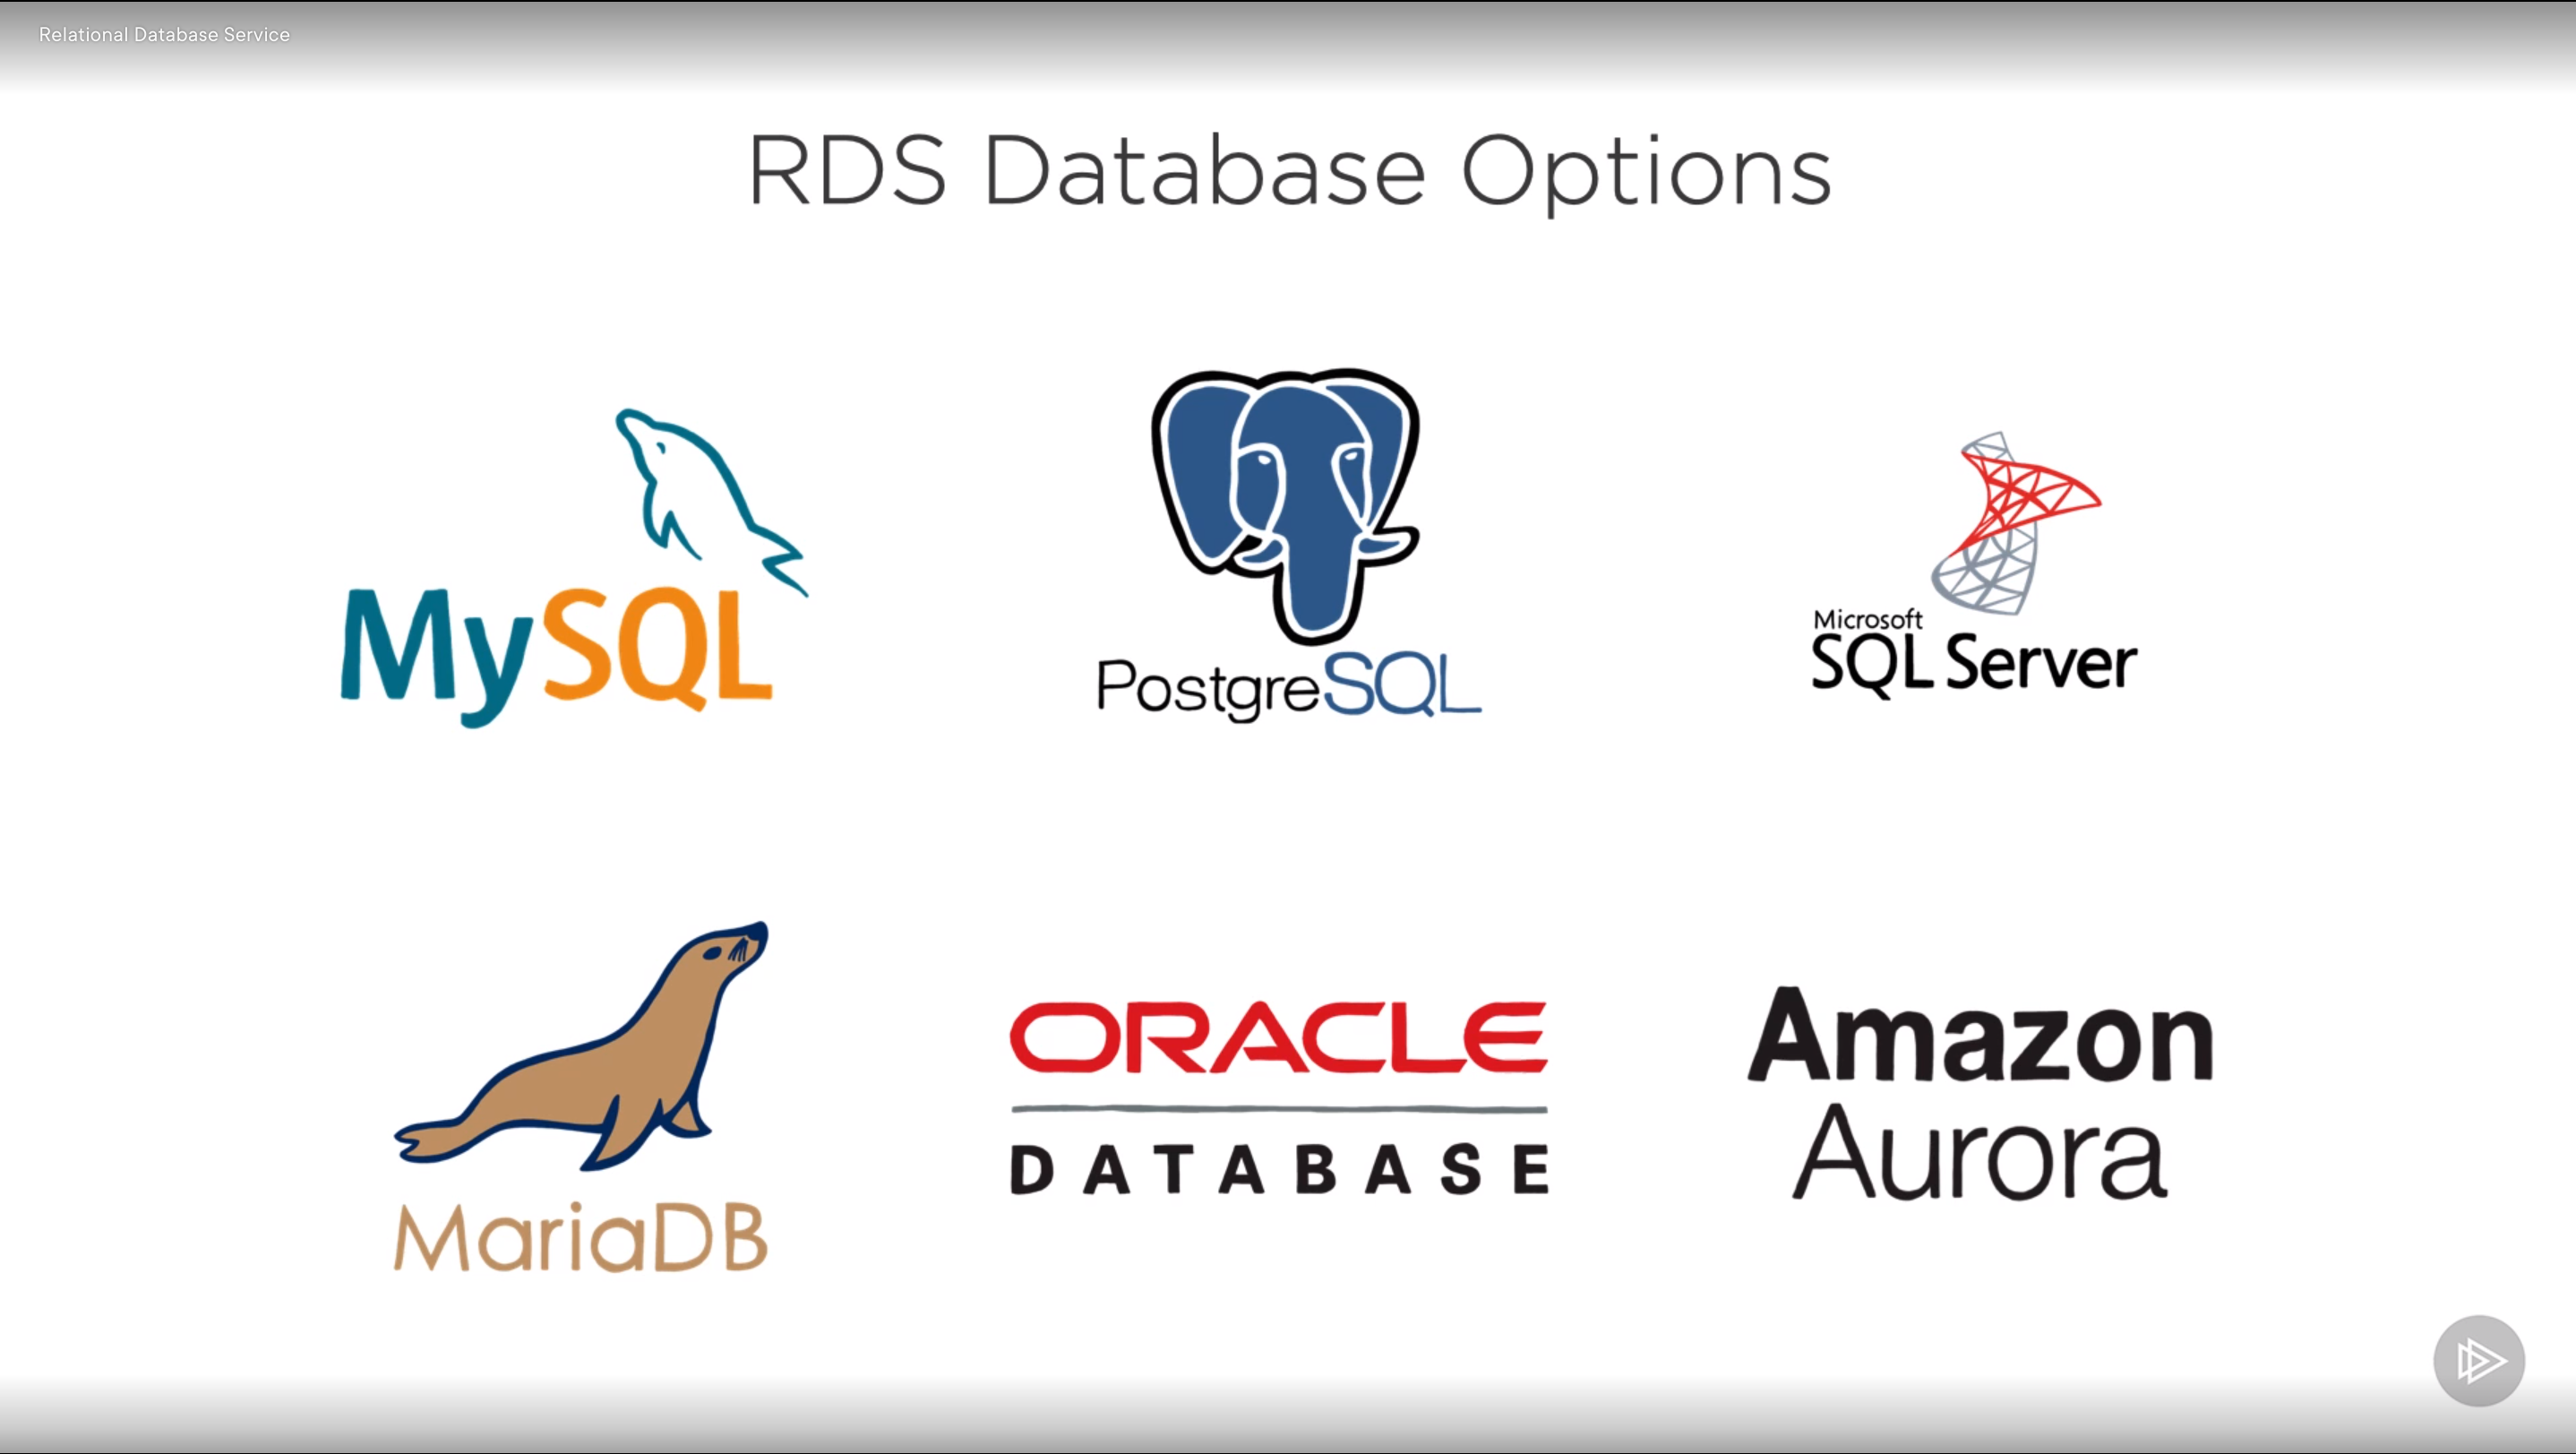 Relational Database Service
RDS Database Options
MySQL
PostgreSQL
Microsoft
SQL Server
MariaDB
ORACLE
DATABASE
Amazon
Aurora